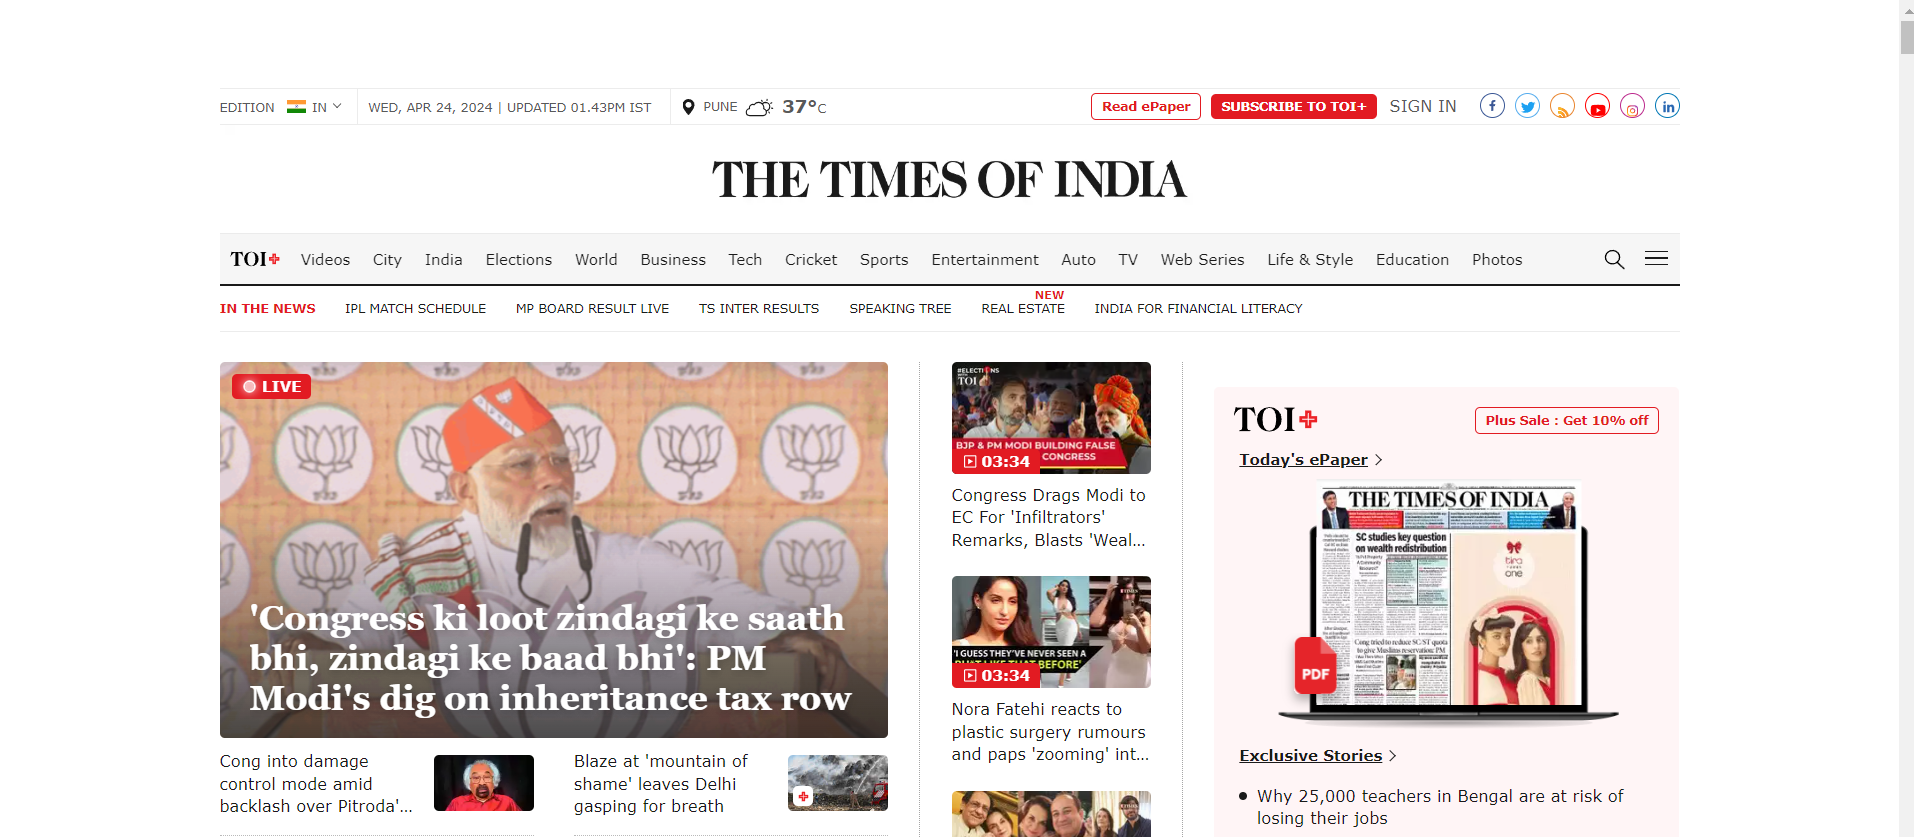 EDITION IN WED, APR 24, 2024 | UPDATED 01.43PM IST PUNE 37°C Read ePaper SUBSCRIBE TO TOI+ SIGN IN
THE TIMES OF INDIA
TOI+ Videos City India Elections World Business Tech Cricket Sports Entertainment Auto TV Web Series Life & Style Education Photos
NEW
IN THE NEWS IPL MATCH SCHEDULE MP BOARD RESULT LIVE TS INTER RESULTS SPEAKING TREE REAL ESTATE INDIA FOR FINANCIAL LITERACY
LIVE
'Congress ki loot zindagi ke saath
bhi, zindagi ke baad bhi': PM
Modi's dig on inheritance tax row
Cong into damage
control mode amid
backlash over Pitroda'...
Blaze at 'mountain of
shame' leaves Delhi
gasping for breath
#ELECTIONS
WITH
TOI
BJP & PM MODI BUILDING FALSE
CONGRESS
03:34
Congress Drags Modi to
EC For 'Infiltrators'
Remarks, Blasts 'Weal...
'I GUESS THEY'VE NEVER SEEN A
BEFORE'
03:34
Nora Fatehi reacts to
plastic surgery rumours
and paps 'zooming' int...
TOI+
Plus Sale : Get 10% off
Today's ePaper
THE TIMES OF INDIA
SC studies key question
on wealth redistribution
tira
one
Cong tried to reduce SC/ST quota
to give Muslims reservation: PM
PDF
Exclusive Stories
Why 25,000 teachers in Bengal are at risk of
losing their jobs